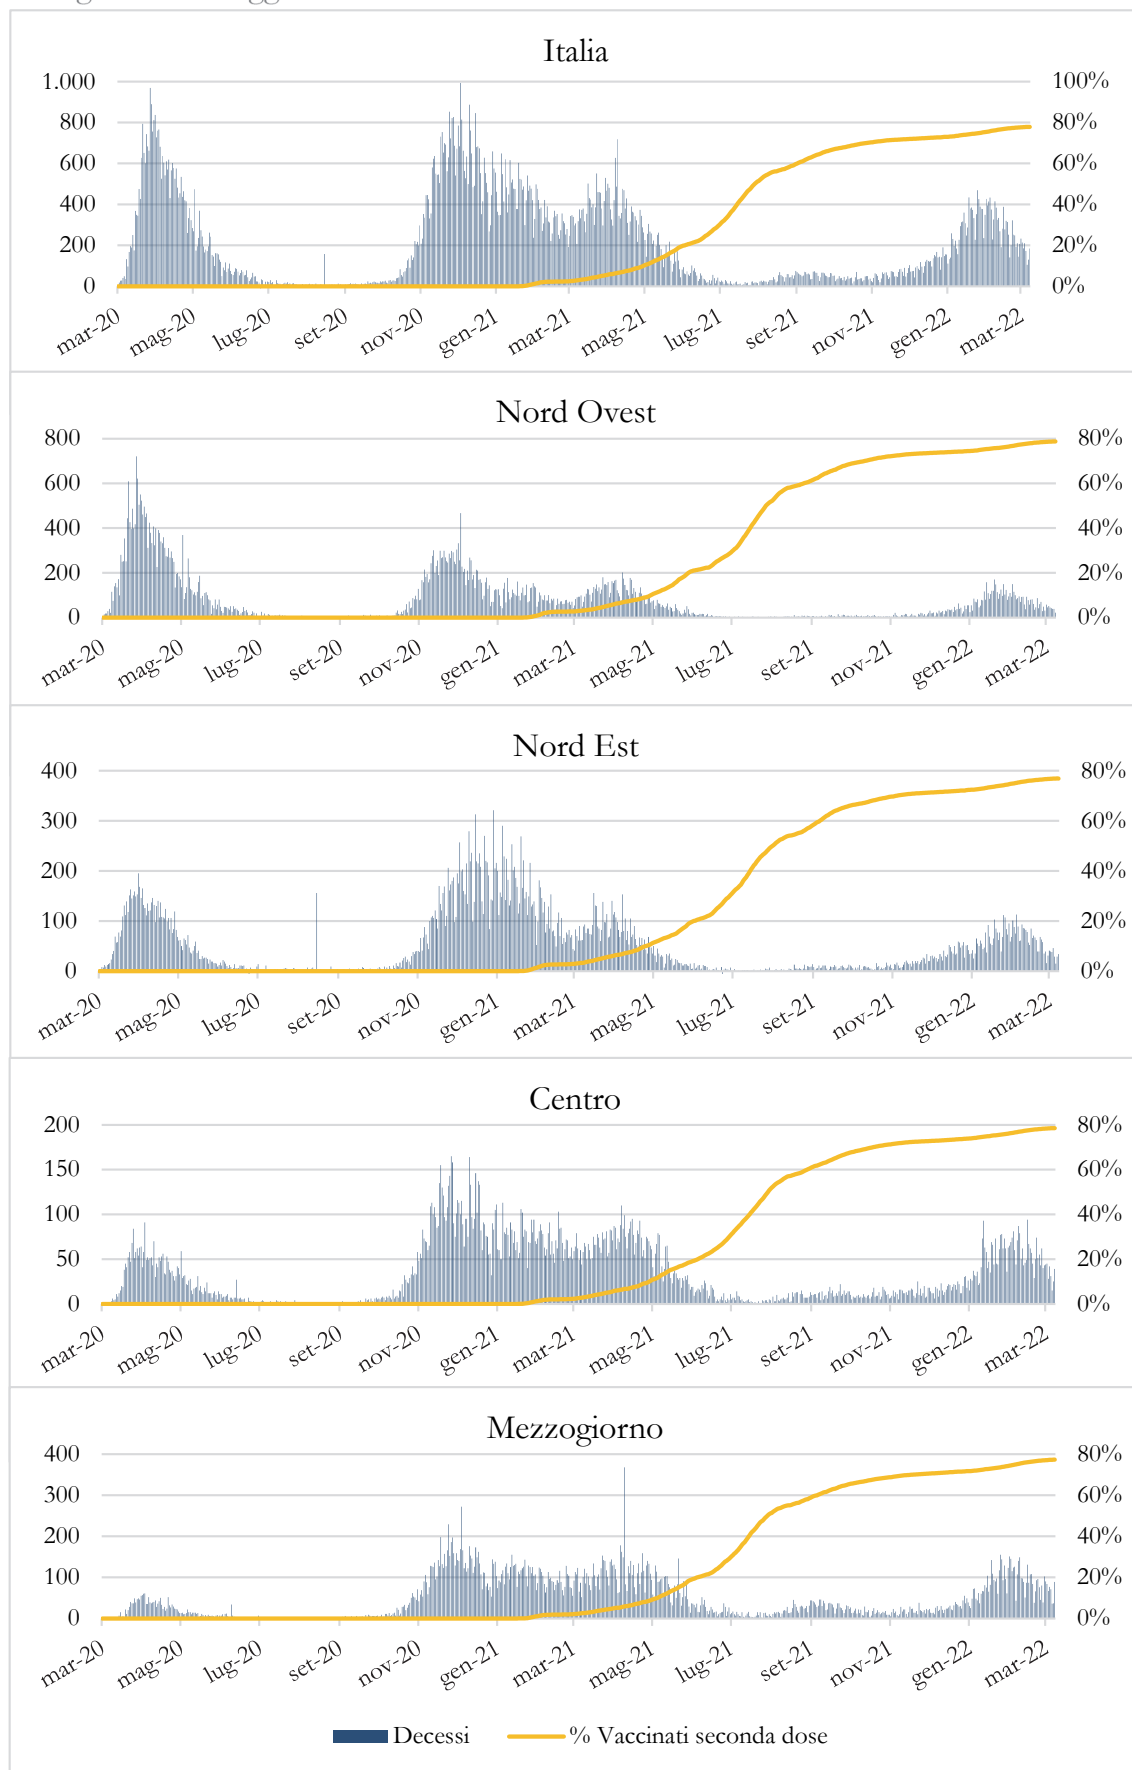 Italia
1.000 100%
800 80%
600 60%
400 40%
200 20%
0 0%
mar-20 mag-20 lug-20 set-20 nov-20 gen-21 mar-21 mag-21 lug-21 set-21 nov-21 gen-22 mar-22
Nord Ovest
800 80%
600 60%
400 40%
200 20%
0 0%
mar-20 mag-20 lug-20 set-20 nov-20 gen-21 mar-21 mag-21 lug-21 set-21 nov-21 gen-22 mar-22
Nord Est
400 80%
300 60%
200 40%
100 20%
0 0%
mar-20 mag-20 lug-20 set-20 nov-20 gen-21 mar-21 mag-21 lug-21 set-21 nov-21 gen-22 mar-22
Centro
200 80%
150 60%
100 40%
50 20%
0 0%
mar-20 mag-20 lug-20 set-20 nov-20 gen-21 mar-21 mag-21 lug-21 set-21 nov-21 gen-22 mar-22
Mezzogiorno
400 80%
300 60%
200 40%
100 20%
0 0%
mar-20 mag-20 lug-20 set-20 nov-20 gen-21 mar-21 mag-21 lug-21 set-21 nov-21 gen-22 mar-22
Decessi % Vaccinati seconda dose